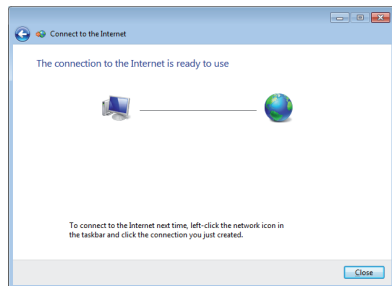 Connect to the Internet
The connection to the Internet is ready to use
To connect to the Internet next time, left-click the network icon in
the taskbar and click the connection you just created.
Close